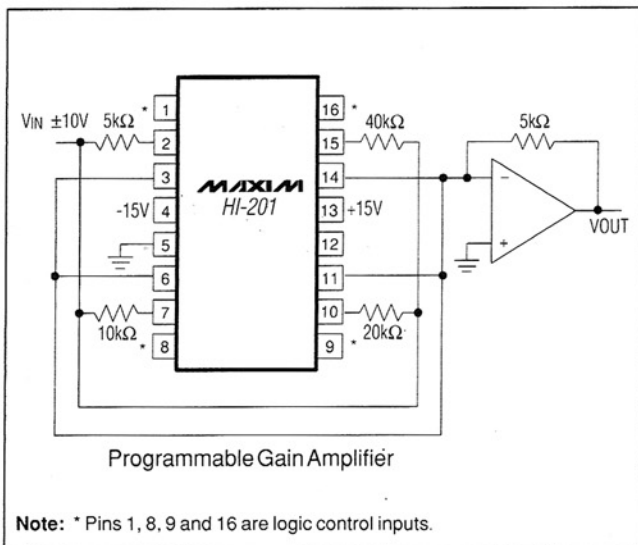 * 1 16 *
VIN ±10V 5kΩ 2 15 40kΩ 5kΩ
3 14 −
MAXIM
HI-201
-15V 4 13 +15V
5 12 + VOUT
6 11
10kΩ 7 10 20kΩ
* 8 9 *
Programmable Gain Amplifier
Note: * Pins 1, 8, 9 and 16 are logic control inputs.